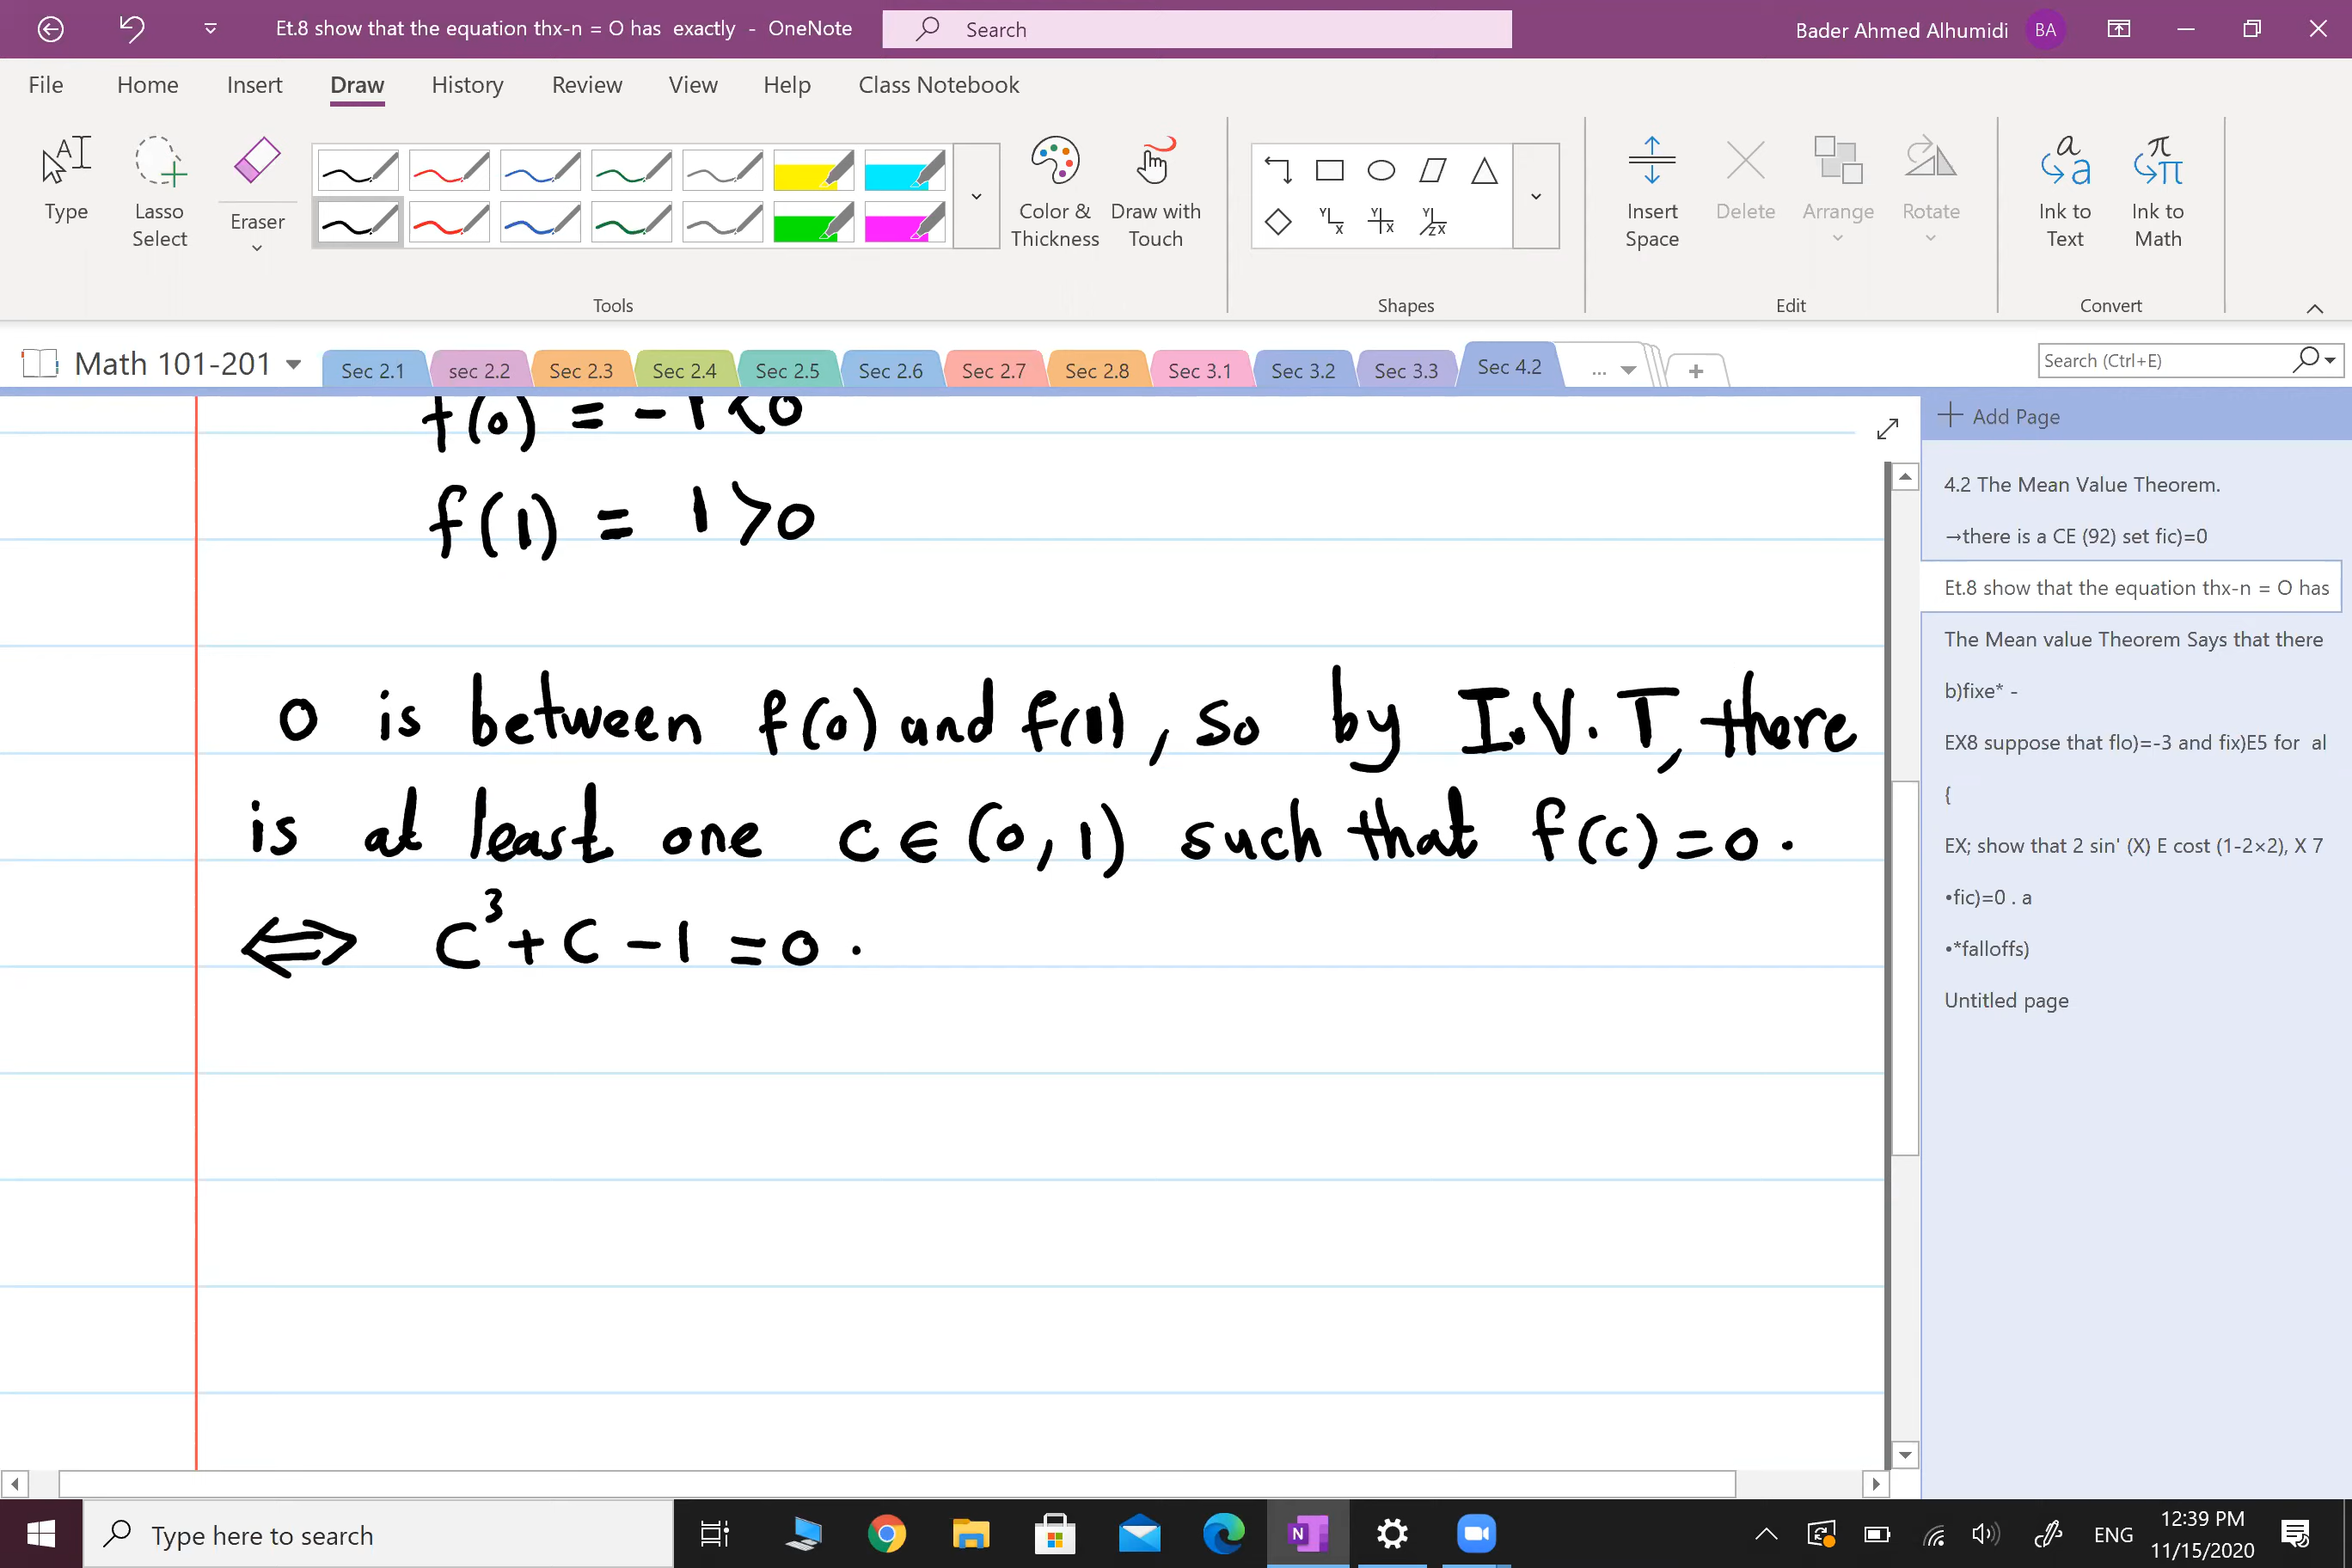 Et.8 show that the equation thx-n = O has exactly - OneNote
Search
Bader Ahmed Alhumidi BA
File Home Insert Draw History Review View Help Class Notebook
Type
Lasso Select
Eraser
Color & Thickness
Draw with Touch
Insert Space
Delete
Arrange
Rotate
Ink to Text
Ink to Math
Tools Shapes Edit Convert
Math 101-201 Sec 2.1 sec 2.2 Sec 2.3 Sec 2.4 Sec 2.5 Sec 2.6 Sec 2.7 Sec 2.8 Sec 3.1 Sec 3.2 Sec 3.3 Sec 4.2 ... +
Search (Ctrl+E)
f(0) = -1<0
f(1) = 1>0
0 is between f(0) and f(1), so by I.V.T, there
is at least one c∈(0,1) such that f(c)=0.
⟺ c³+c-1=0.
Add Page
4.2 The Mean Value Theorem.
→there is a CE (92) set fic)=0
Et.8 show that the equation thx-n = O has
The Mean value Theorem Says that there
b)fixe* -
EX8 suppose that flo)=-3 and fix)E5 for al
{
EX; show that 2 sin' (X) E cost (1-2×2), X 7
•fic)=0 . a
•*falloffs)
Untitled page
Type here to search
ENG
12:39 PM
11/15/2020